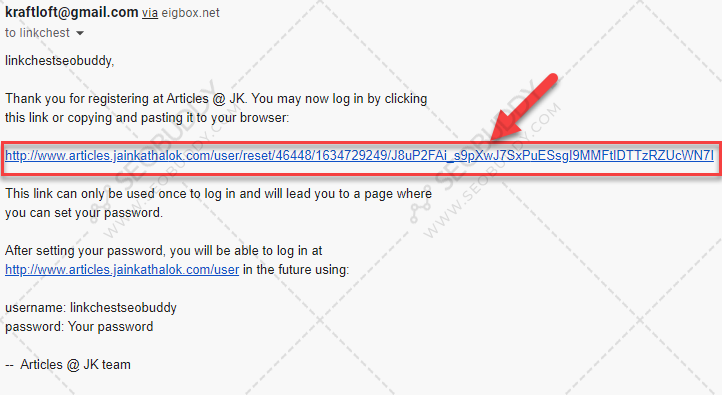 kraftloft@gmail.com via eigbox.net
to linkchest
linkchestseobuddy,
Thank you for registering at Articles @ JK. You may now log in by clicking
this link or copying and pasting it to your browser:
http://www.articles.jainkathalok.com/user/reset/46448/1634729249/J8uP2FAi_s9pXwJ7SxPuESsgI9MMFtIDTTzRZUcWN7I
This link can only be used once to log in and will lead to a page where
you can set your password.
After setting your password, you will be able to log in at
http://www.articles.jainkathalok.com/user in the future using:
username: linkchestseobuddy
password: Your password
-- Articles @ JK team
SEOBUDDY
WWW.SEOBUDDY.COM